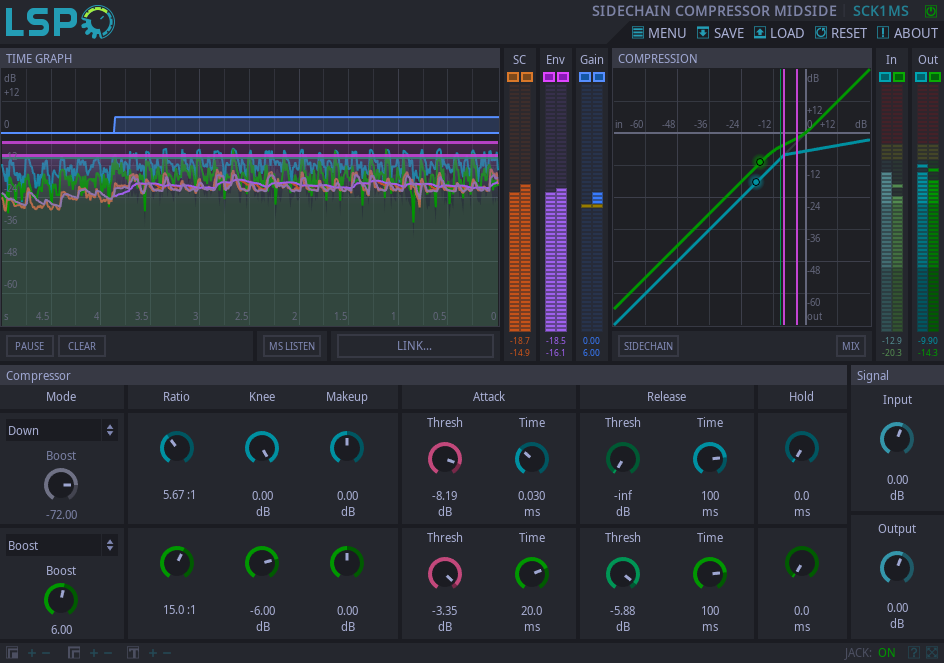 LSP
SIDECHAIN COMPRESSOR MIDSIDE SCK1MS
MENU SAVE LOAD RESET ABOUT
TIME GRAPH
SC Env Gain
COMPRESSION
In Out
dB
+12
0
-24
-36
-48
-60
s 4.5 4 3.5 3 2.5 2 1.5 1 0.5 0
dB
+12
in -60 -48 -36 -24 -12 0 +12 dB
-12
-24
-36
-48
-60
out
PAUSE CLEAR MS LISTEN LINK...
-18.7 -18.5 0.00
-14.9 -16.1 6.00
SIDECHAIN MIX
-12.9 -9.90
-20.3 -14.3
Compressor Signal
Mode Ratio Knee Makeup Attack Release Hold
Input
Thresh Time Thresh Time
Down
Boost
-72.00
5.67 :1
0.00
dB
0.00
dB
-8.19
dB
0.030
ms
-inf
dB
100
ms
0.0
ms
0.00
dB
Output
Thresh Time Thresh Time
Boost
Boost
6.00
15.0 :1
-6.00
dB
0.00
dB
-3.35
dB
20.0
ms
-5.88
dB
100
ms
0.0
ms
0.00
dB
+ − + − T + −
JACK: ON ?